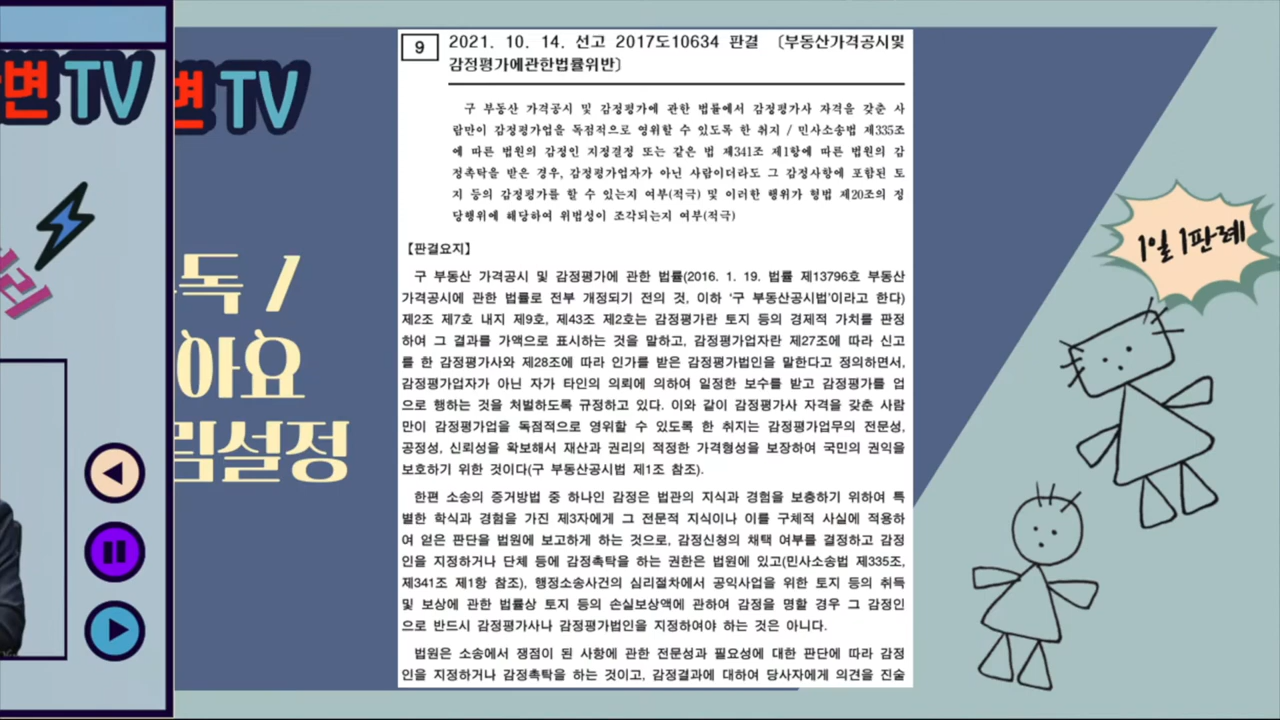 변TV
변TV
독 /
아요
림설정
9
2021. 10. 14. 선고 2017도10634 판결 〔부동산가격공시및
감정평가에관한법률위반〕
구 부동산 가격공시 및 감정평가에 관한 법률에서 감정평가사 자격을 갖춘 사
람만이 감정평가업을 독점적으로 영위할 수 있도록 한 취지 / 민사소송법 제335조
에 따른 법원의 감정인 지정결정 또는 같은 법 제341조 제1항에 따른 법원의 감
정촉탁을 받은 경우, 감정평가업자가 아닌 사람이더라도 그 감정사항에 포함된 토
지 등의 감정평가를 할 수 있는지 여부(적극) 및 이러한 행위가 형법 제20조의 정
당행위에 해당하여 위법성이 조각되는지 여부(적극)
【판결요지】
구 부동산 가격공시 및 감정평가에 관한 법률(2016. 1. 19. 법률 제13796호 부동산
가격공시에 관한 법률로 전부 개정되기 전의 것, 이하 ‘구 부동산공시법’이라고 한다)
제2조 제7호 내지 제9호, 제43조 제2호는 감정평가란 토지 등의 경제적 가치를 판정
하여 그 결과를 가액으로 표시하는 것을 말하고, 감정평가업자란 제27조에 따라 신고
를 한 감정평가사와 제28조에 따라 인가를 받은 감정평가법인을 말한다고 정의하면서,
감정평가업자가 아닌 자가 타인의 의뢰에 의하여 일정한 보수를 받고 감정평가를 업
으로 행하는 것을 처벌하도록 규정하고 있다. 이와 같이 감정평가사 자격을 갖춘 사람
만이 감정평가업을 독점적으로 영위할 수 있도록 한 취지는 감정평가업무의 전문성,
공정성, 신뢰성을 확보해서 재산과 권리의 적정한 가격형성을 보장하여 국민의 권익을
보호하기 위한 것이다(구 부동산공시법 제1조 참조).
한편 소송의 증거방법 중 하나인 감정은 법관의 지식과 경험을 보충하기 위하여 특
별한 학식과 경험을 가진 제3자에게 그 전문적 지식이나 이를 구체적 사실에 적용하
여 얻은 판단을 법원에 보고하게 하는 것으로, 감정신청의 채택 여부를 결정하고 감정
인을 지정하거나 단체 등에 감정촉탁을 하는 권한은 법원에 있고(민사소송법 제335조,
제341조 제1항 참조), 행정소송사건의 심리절차에서 공익사업을 위한 토지 등의 취득
및 보상에 관한 법률상 토지 등의 손실보상액에 관하여 감정을 명할 경우 그 감정인
으로 반드시 감정평가사나 감정평가법인을 지정하여야 하는 것은 아니다.
법원은 소송에서 쟁점이 된 사항에 관한 전문성과 필요성에 대한 판단에 따라 감정
인을 지정하거나 감정촉탁을 하는 것이고, 감정결과에 대하여 당사자에게 의견을 진술
1일 1판례